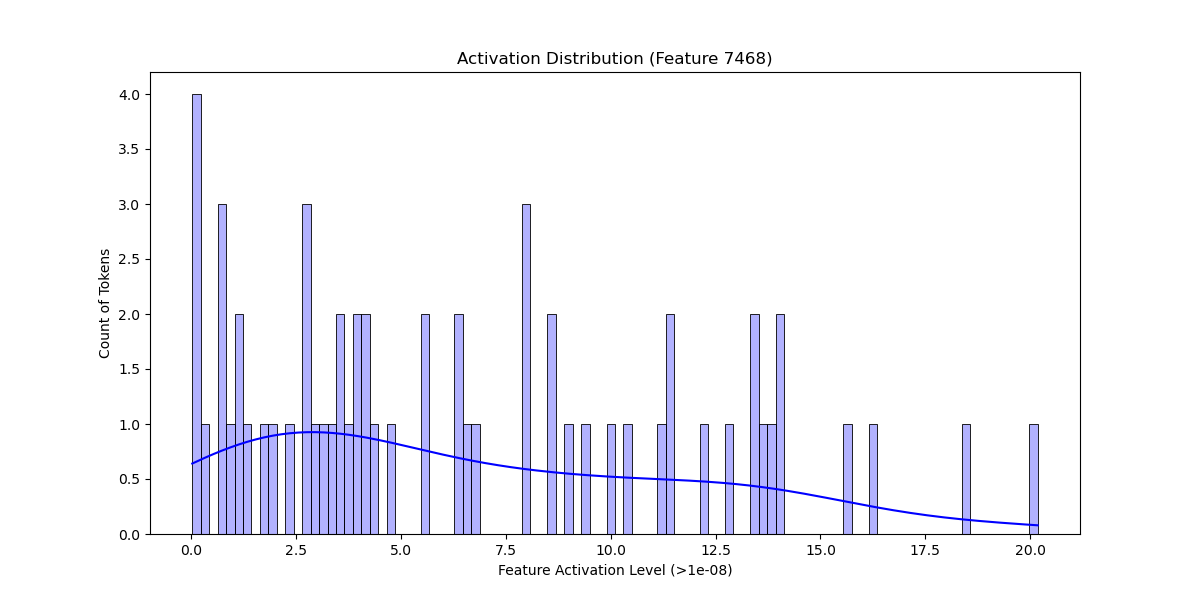 Activation Distribution (Feature 7468)
4.0
3.5
3.0
2.5
2.0
1.5
1.0
0.5
0.0
Count of Tokens
0.0 2.5 5.0 7.5 10.0 12.5 15.0 17.5 20.0
Feature Activation Level (>1e-08)